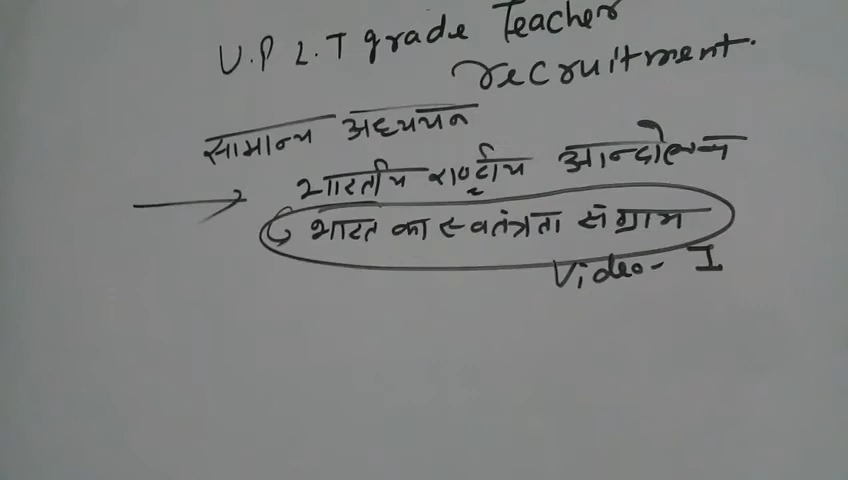 U.P L.T grade Teacher
recruitment.
सामान्य अध्ययन
भारतीय राष्ट्रीय आन्दोलन
भारत का स्वतंत्रता संग्राम
Video- I